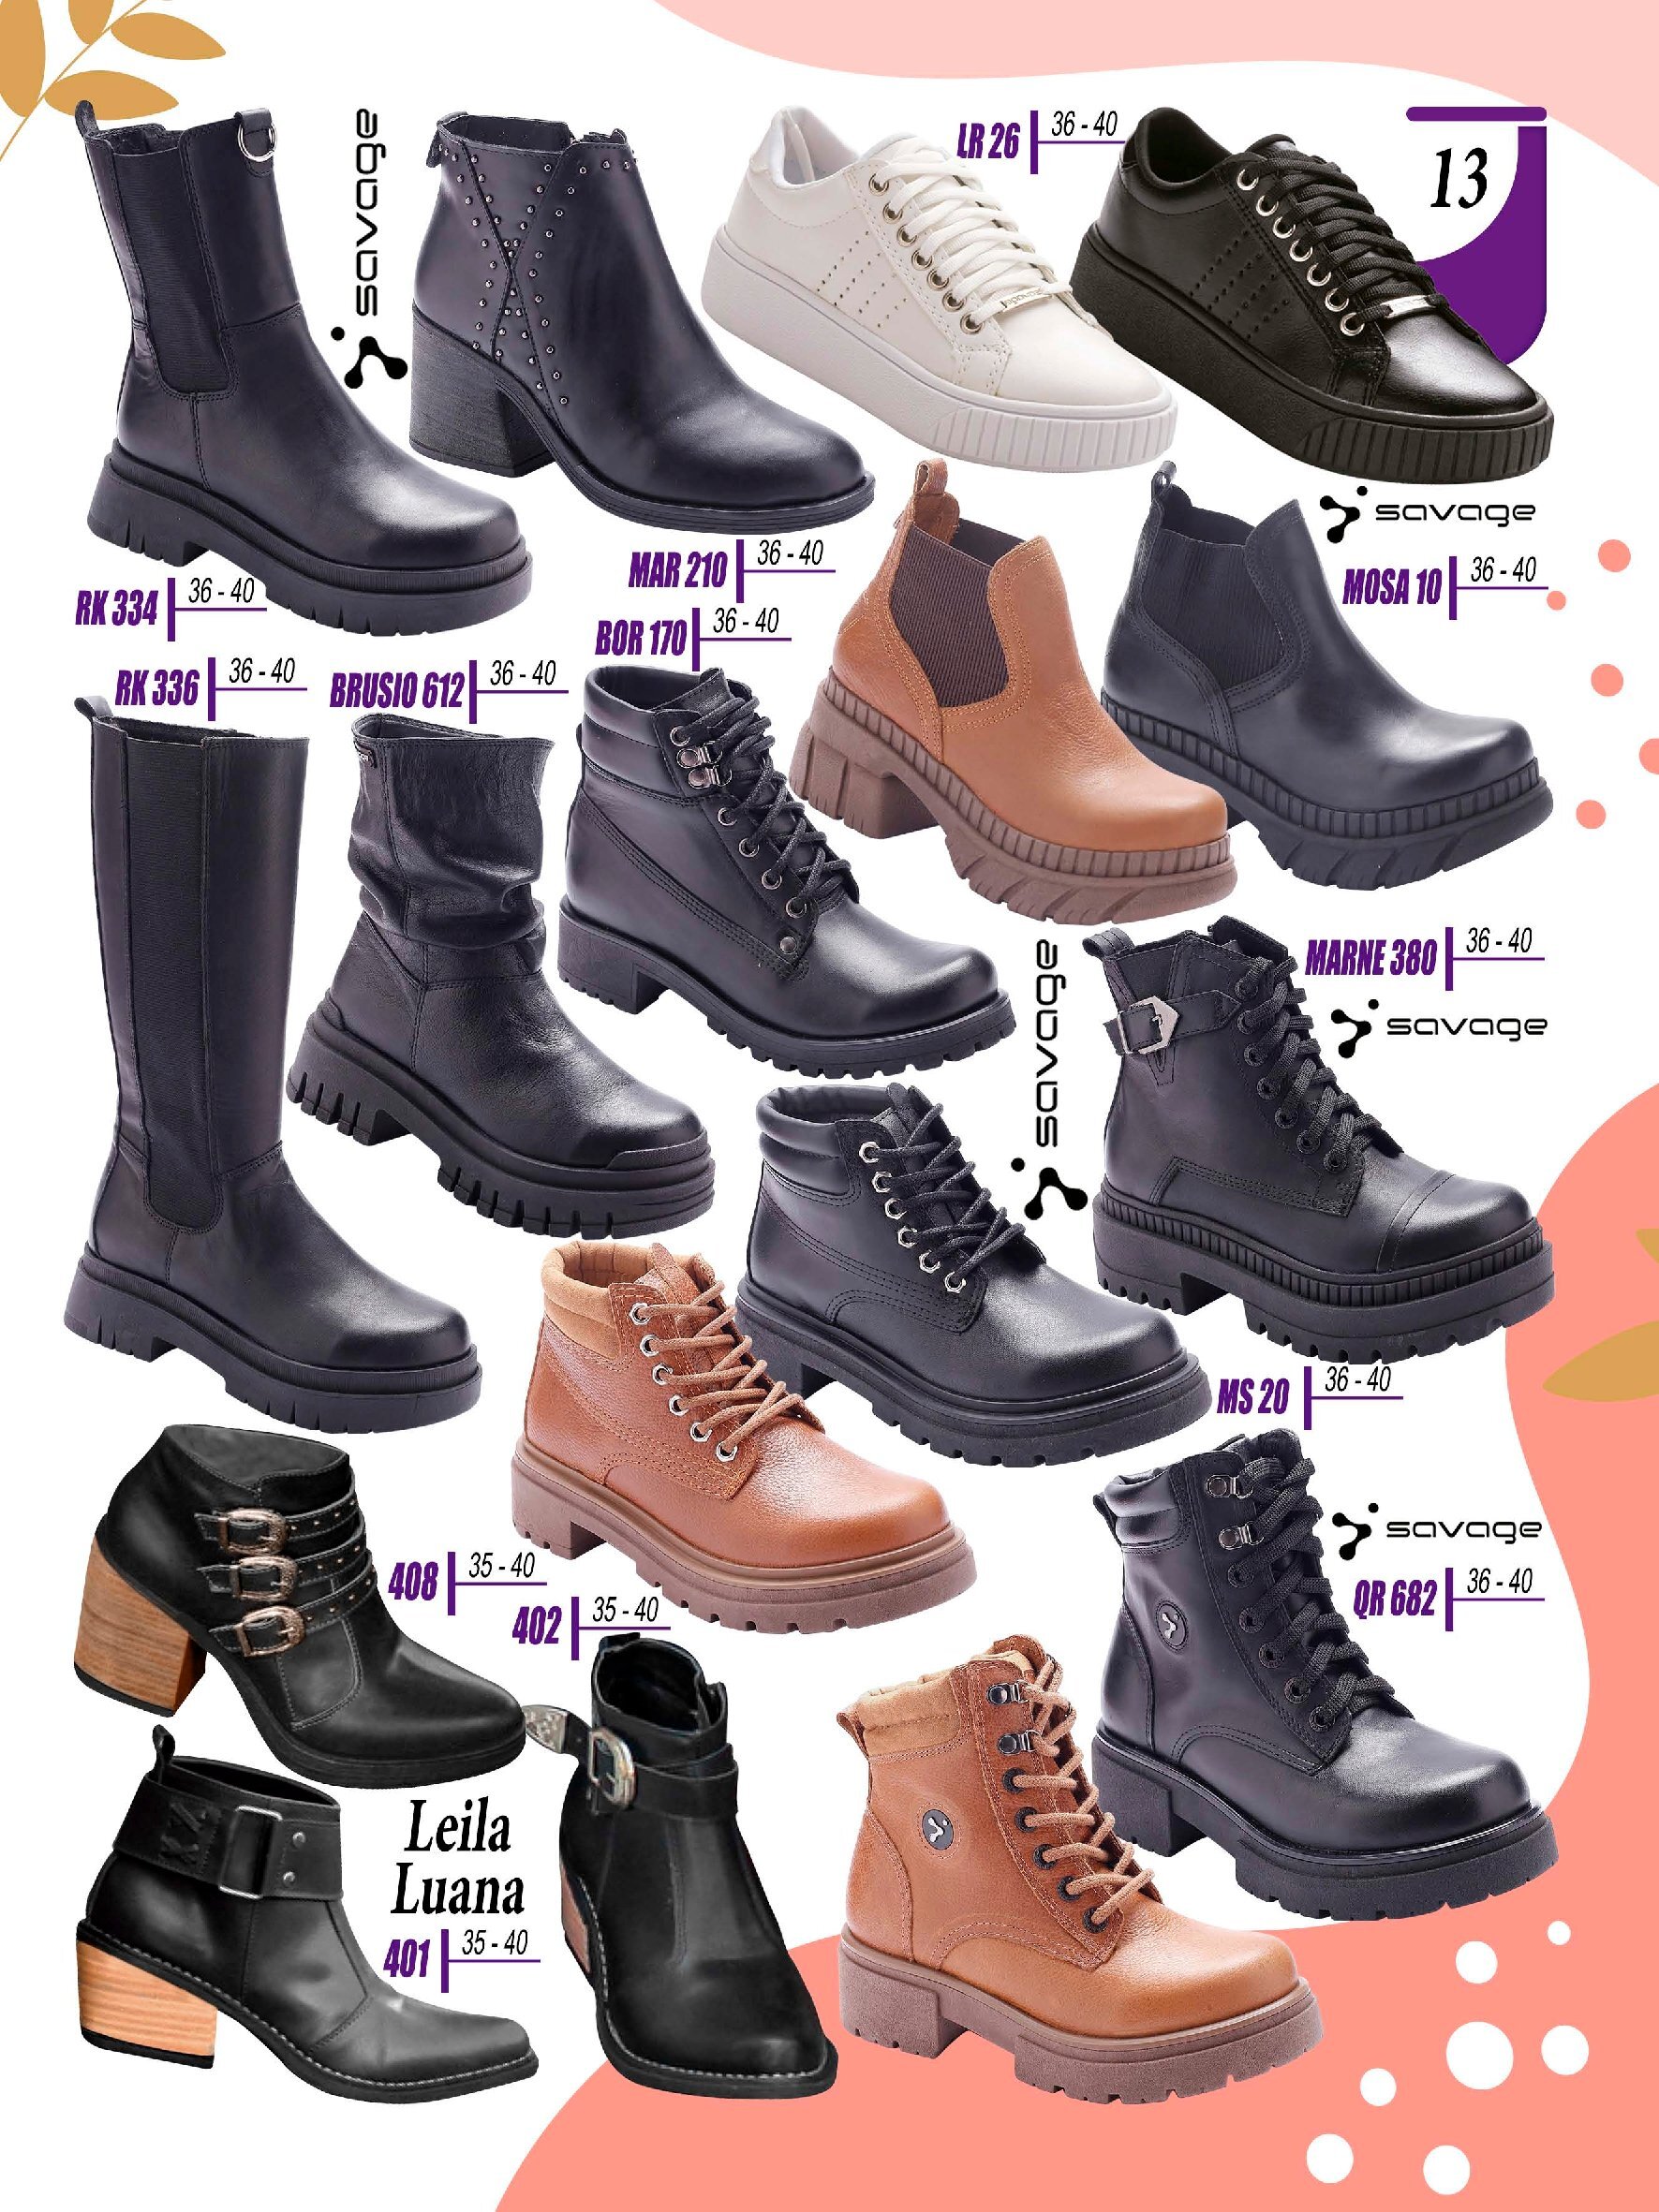 savage
LR 26
36 - 40
13
savage
MAR 210
36 - 40
MOSA 10
36 - 40
RK 334
36 - 40
BOR 170
36 - 40
RK 336
36 - 40
BRUSIO 612
36 - 40
MARNE 380
36 - 40
savage
savage
MS 20
36 - 40
savage
408
35 - 40
QR 682
36 - 40
402
35 - 40
Leila
Luana
401
35 - 40